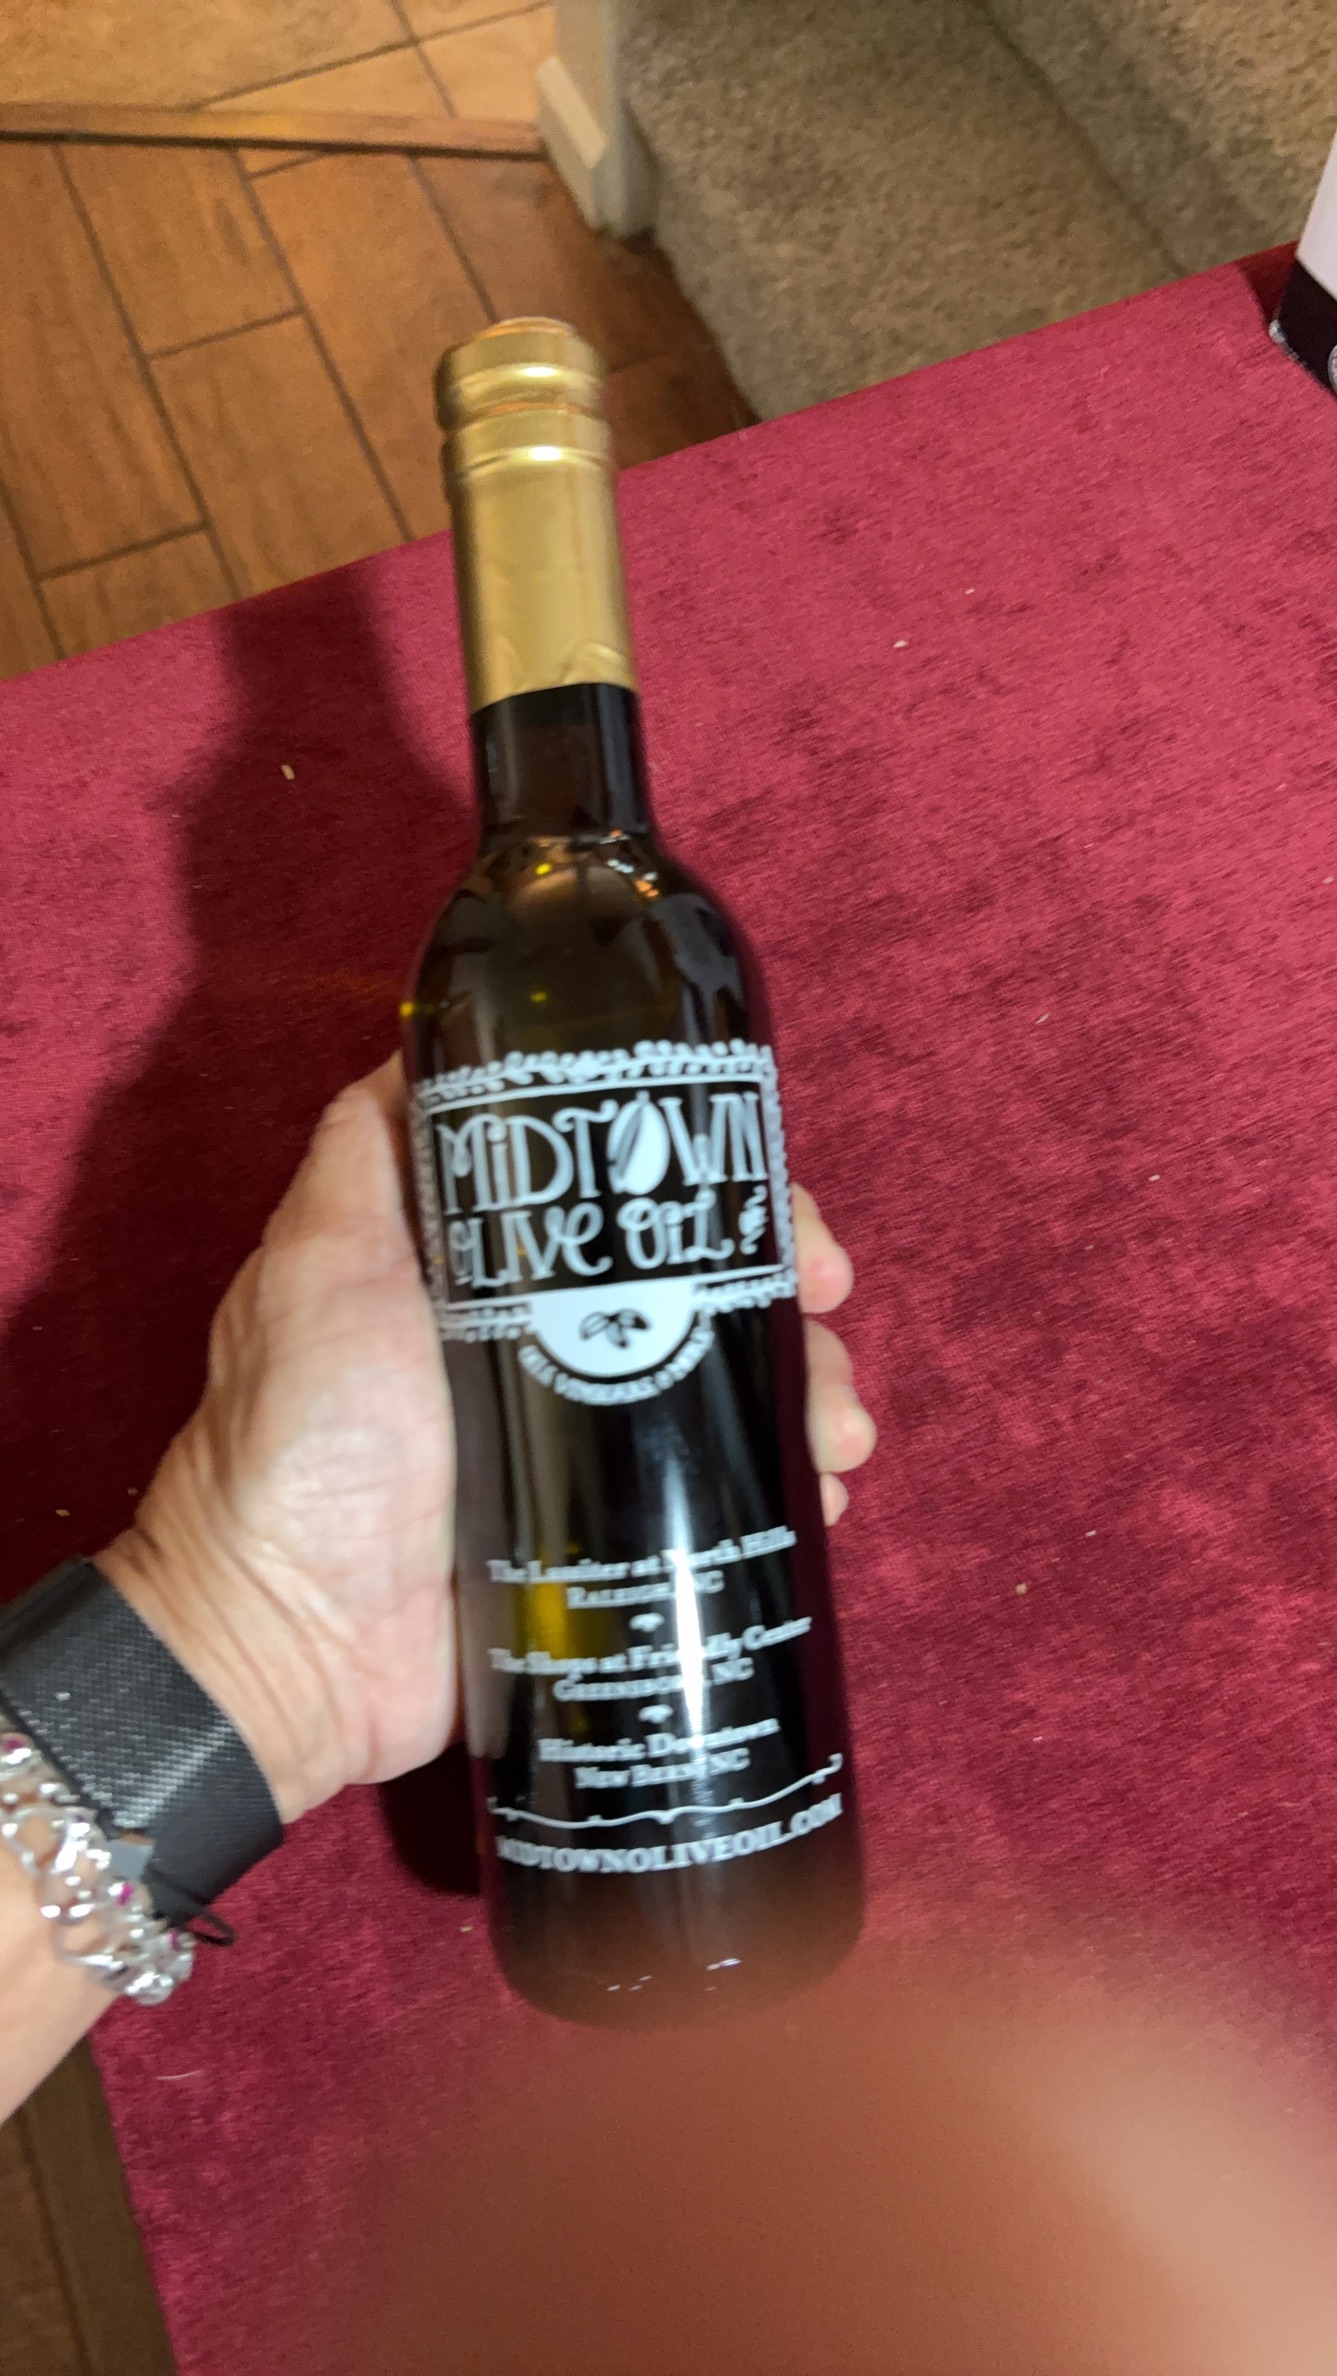 MiDTOWN
OLIVE OiL
The Lassiter at North Hills
RALEIGH, NC
The Shops at Friendly Center
GREENSBORO, NC
Historic Downtown
NEW BERN, NC
MIDTOWNOLIVEOIL.COM